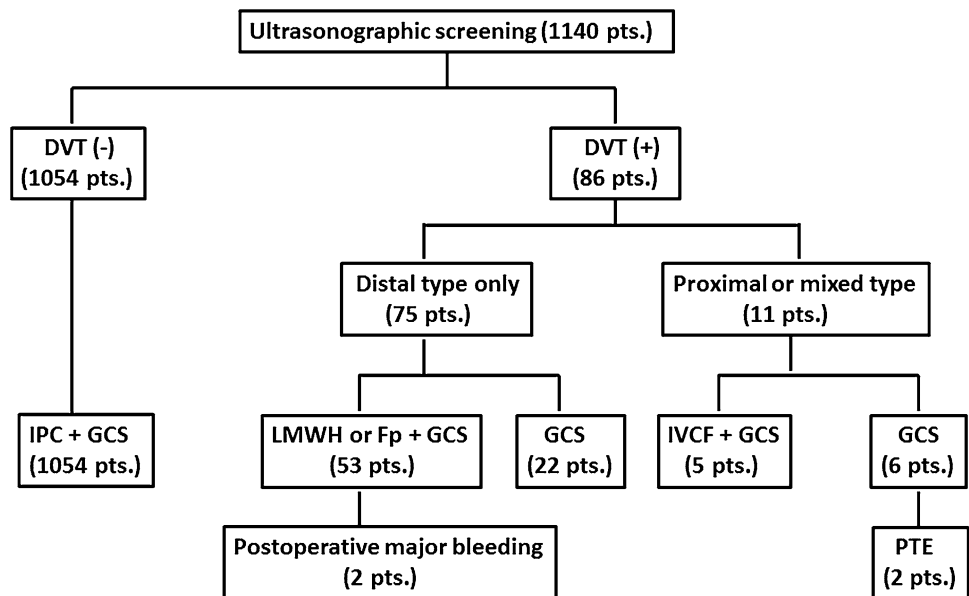 Ultrasonographic screening (1140 pts.)
DVT (-)
(1054 pts.)
DVT (+)
(86 pts.)
Distal type only
(75 pts.)
Proximal or mixed type
(11 pts.)
IPC + GCS
(1054 pts.)
LMWH or Fp + GCS
(53 pts.)
GCS
(22 pts.)
IVCF + GCS
(5 pts.)
GCS
(6 pts.)
Postoperative major bleeding
(2 pts.)
PTE
(2 pts.)